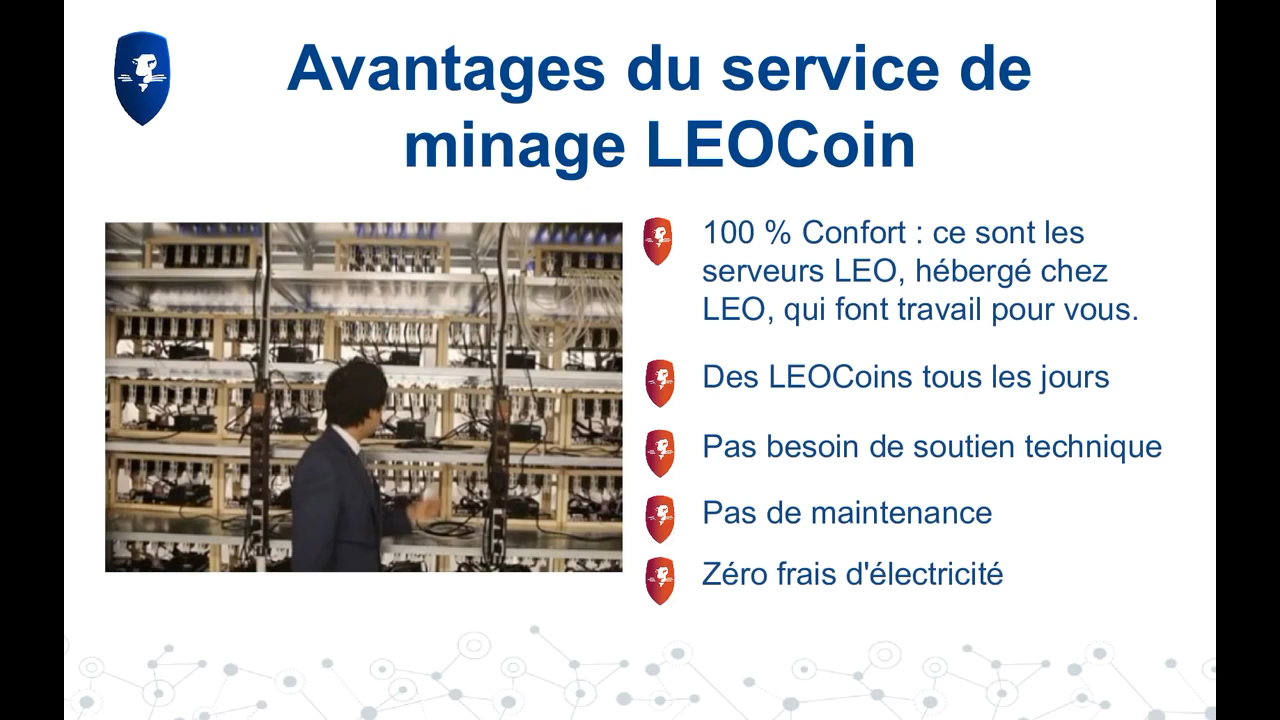 Avantages du service de
minage LEOCoin
100 % Confort : ce sont les
serveurs LEO, hébergé chez
LEO, qui font travail pour vous.
Des LEOCoins tous les jours
Pas besoin de soutien technique
Pas de maintenance
Zéro frais d'électricité